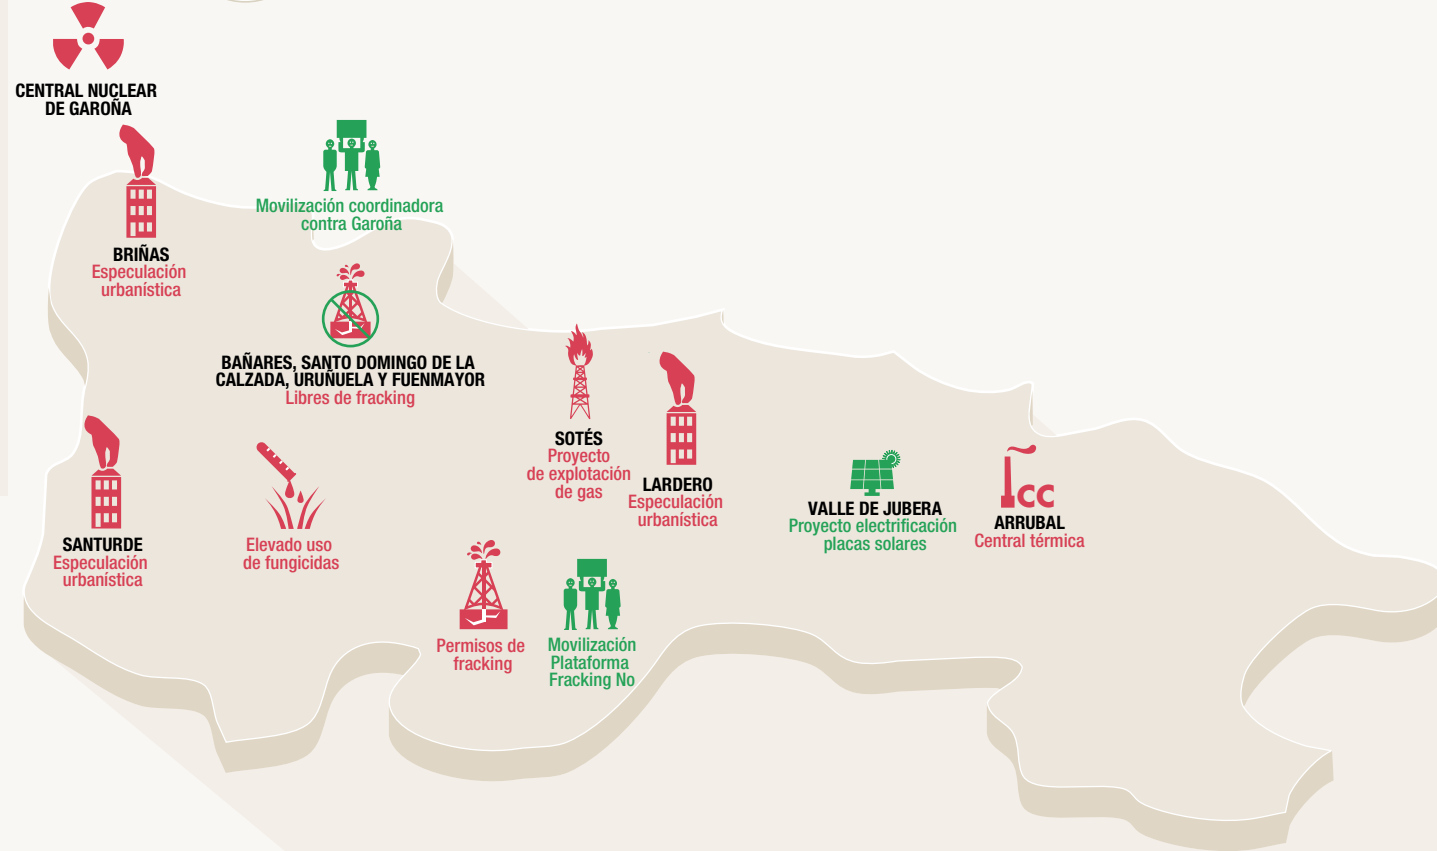 CENTRAL NUCLEAR
DE GAROÑA
Movilización coordinadora
contra Garoña
BRIÑAS
Especulación
urbanística
BAÑARES, SANTO DOMINGO DE LA
CALZADA, URUÑUELA Y FUENMAYOR
Libres de fracking
SOTÉS
Proyecto
de explotación
de gas
LARDERO
Especulación
urbanística
VALLE DE JUBERA
Proyecto electrificación
placas solares
CC
ARRUBAL
Central térmica
SANTURDE
Especulación
urbanística
Elevado uso
de fungicidas
Permisos de
fracking
Movilización
Plataforma
Fracking No